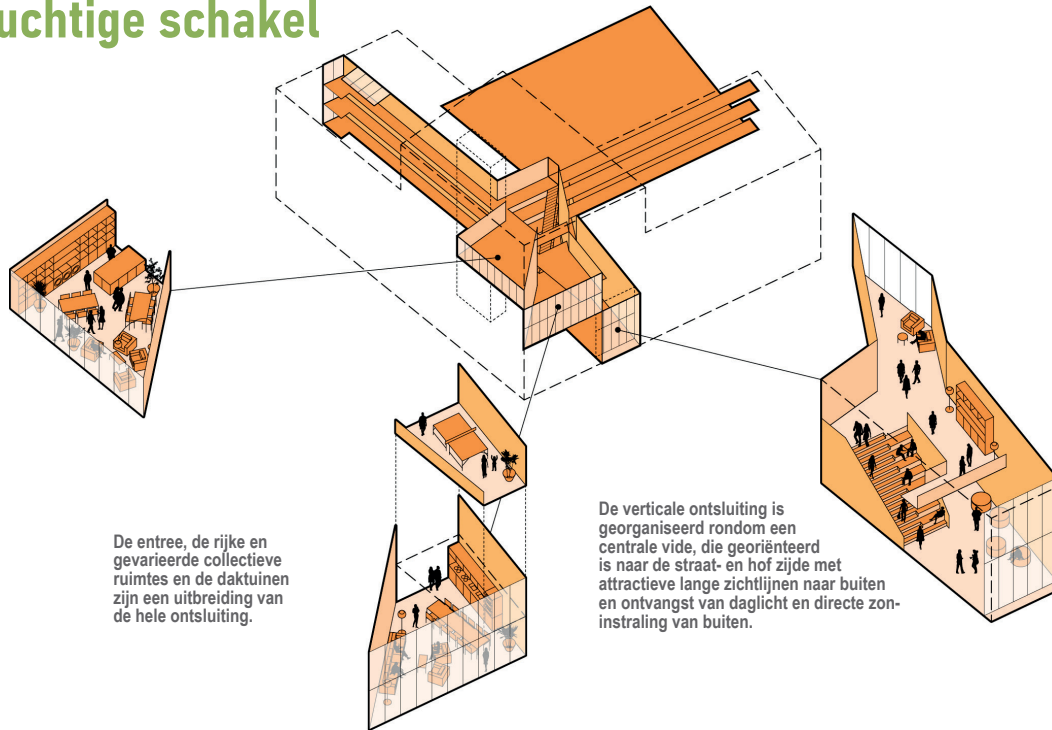 uchtige schakel
De entree, de rijke en
gevarieerde collectieve
ruimtes en de daktuinen
zijn een uitbreiding van
de hele ontsluiting.
De verticale ontsluiting is
georganiseerd rondom een
centrale vide, die georiënteerd
is naar de straat- en hof zijde met
attractieve lange zichtlijnen naar buiten
en ontvangst van daglicht en directe zon-
instraling van buiten.